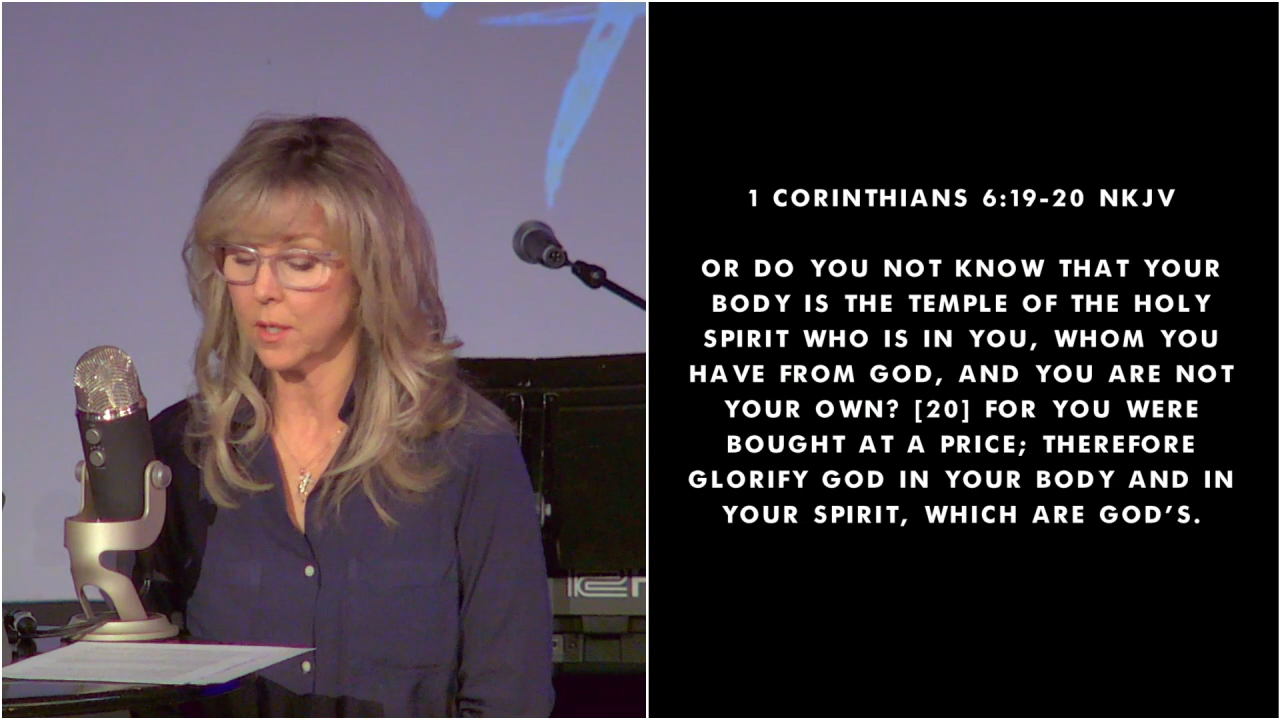 1 CORINTHIANS 6:19-20 NKJV
OR DO YOU NOT KNOW THAT YOUR
BODY IS THE TEMPLE OF THE HOLY
SPIRIT WHO IS IN YOU, WHOM YOU
HAVE FROM GOD, AND YOU ARE NOT
YOUR OWN? [20] FOR YOU WERE
BOUGHT AT A PRICE; THEREFORE
GLORIFY GOD IN YOUR BODY AND IN
YOUR SPIRIT, WHICH ARE GOD’S.